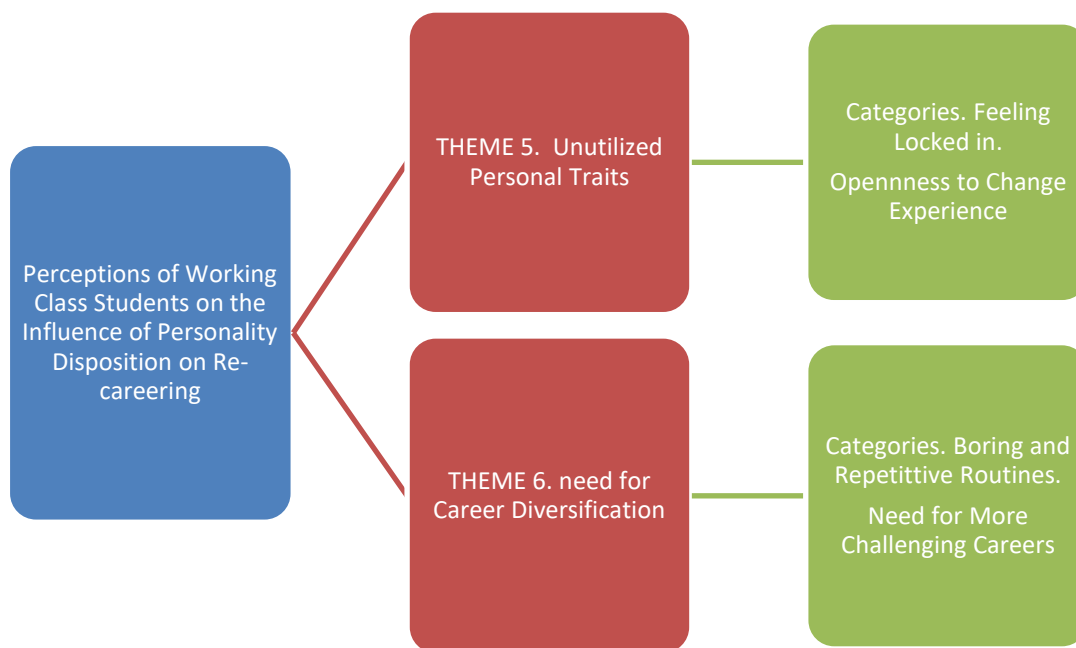 Perceptions of Working
Class Students on the
Influence of Personality
Disposition on Re-
careering
THEME 5. Unutilized
Personal Traits
Categories. Feeling
Locked in.
Opennness to Change
Experience
THEME 6. need for
Career Diversification
Categories. Boring and
Repetittive Routines.
Need for More
Challenging Careers